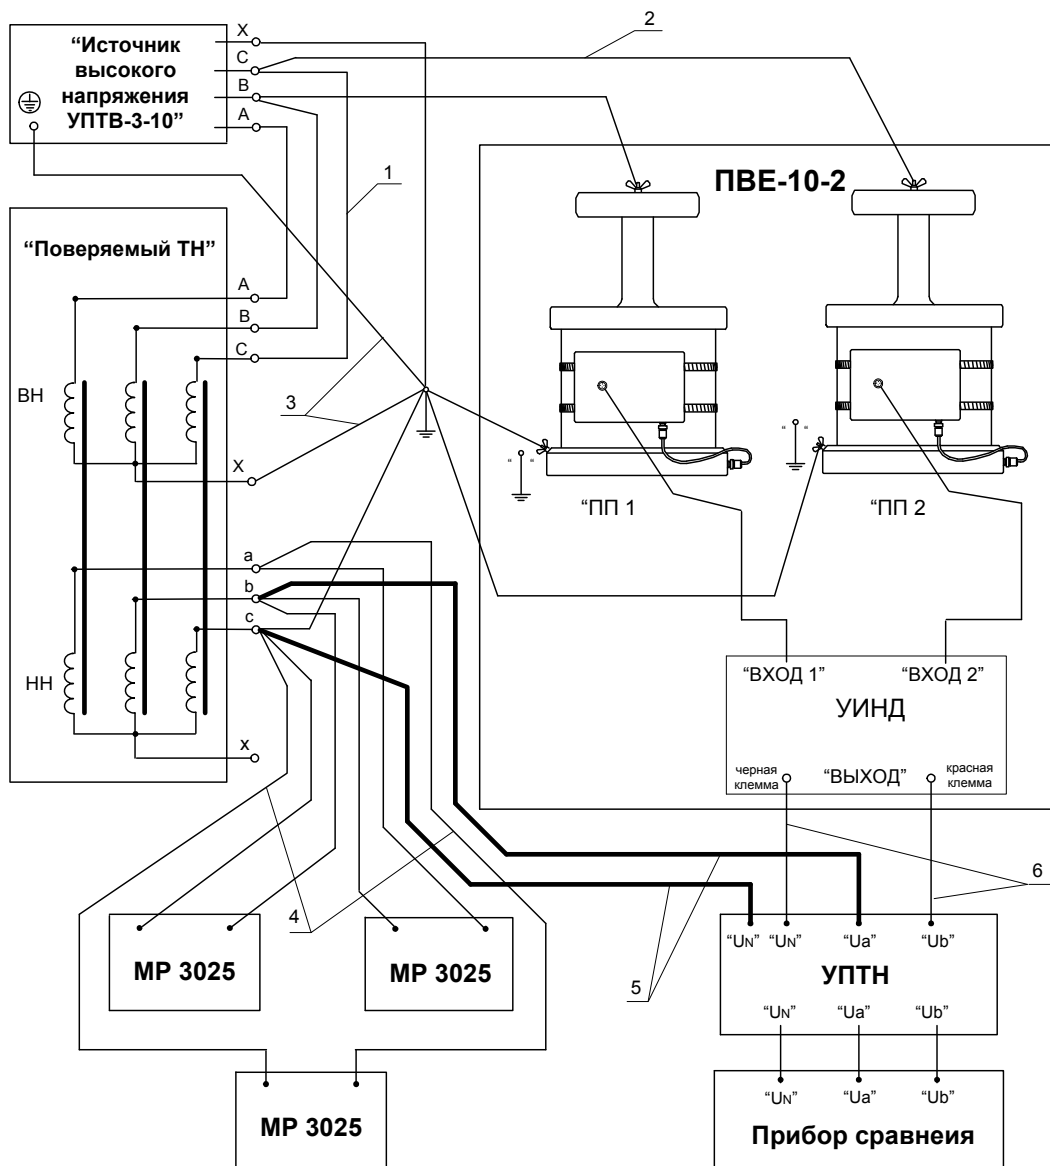 “Источник
высокого
напряжения
УПТВ-3-10”
X
C
B
A
2
1
ПВЕ-10-2
“Поверяемый ТН”
A
B
C
ВН
3
X
“ “
“ “
“ПП 1
“ПП 2
a
b
c
НН
x
“ВХОД 1”
“ВХОД 2”
УИНД
черная
клемма
“ВЫХОД”
красная
клемма
6
4
5
МР 3025
МР 3025
МР 3025
“UN”
“UN”
“Ua”
“Ub”
УПТН
“UN”
“Ua”
“Ub”
“UN”
“Ua”
“Ub”
Прибор сравнеия